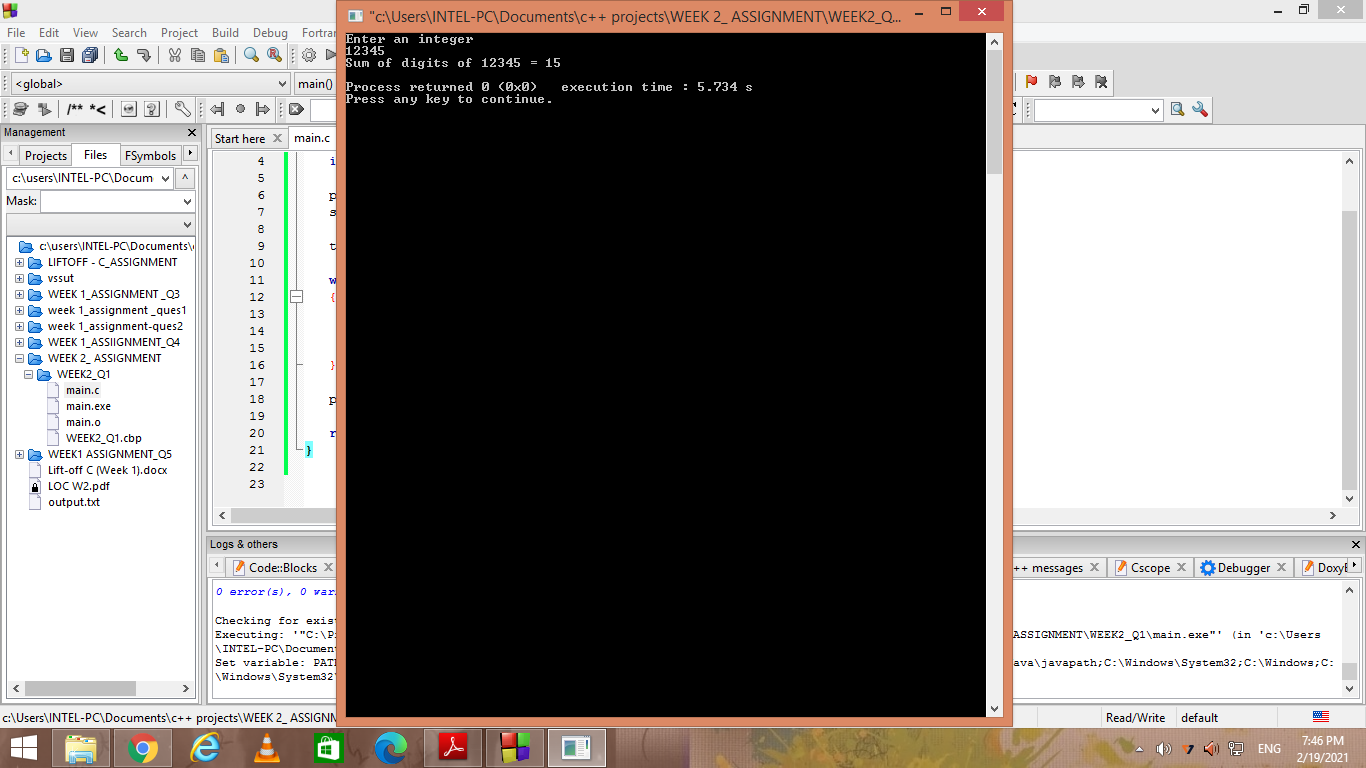 "c:\Users\INTEL-PC\Documents\c++ projects\WEEK 2_ ASSIGNMENT\WEEK2_Q...
File Edit View Search Project Build Debug Fortra
<global> main()
/** *<
Management
Projects Files FSymbols
c:\users\INTEL-PC\Docum
Mask:
c:\users\INTEL-PC\Documents\
LIFTOFF - C_ASSIGNMENT
vssut
WEEK 1_ASSIGNMENT _Q3
week 1_assignment _ques1
week 1_assignment-ques2
WEEK 1_ASSIIGNMENT_Q4
WEEK 2_ ASSIGNMENT
WEEK2_Q1
main.c
main.exe
main.o
WEEK2_Q1.cbp
WEEK1 ASSIGNMENT_Q5
Lift-off C (Week 1).docx
LOC W2.pdf
output.txt
Start here main.c
4 i
5
6 p
7 s
8
9 t
10
11 w
12 {
13
14
15
16 }
17
18 p
19
20 r
21 }
22
23
Enter an integer
12345
Sum of digits of 12345 = 15
Process returned 0 (0x0) execution time : 5.734 s
Press any key to continue.
Logs & others
Code::Blocks ++ messages Cscope Debugger DoxyB
0 error(s), 0 war
Checking for exist
Executing: '"C:\P ASSIGNMENT\WEEK2_Q1\main.exe"' (in 'c:\Users
\INTEL-PC\Document
Set variable: PATH ava\javapath;C:\Windows\System32;C:\Windows;C:
\Windows\System32\
c:\Users\INTEL-PC\Documents\c++ projects\WEEK 2_ ASSIGNM Read/Write default
ENG
7:46 PM
2/19/2021